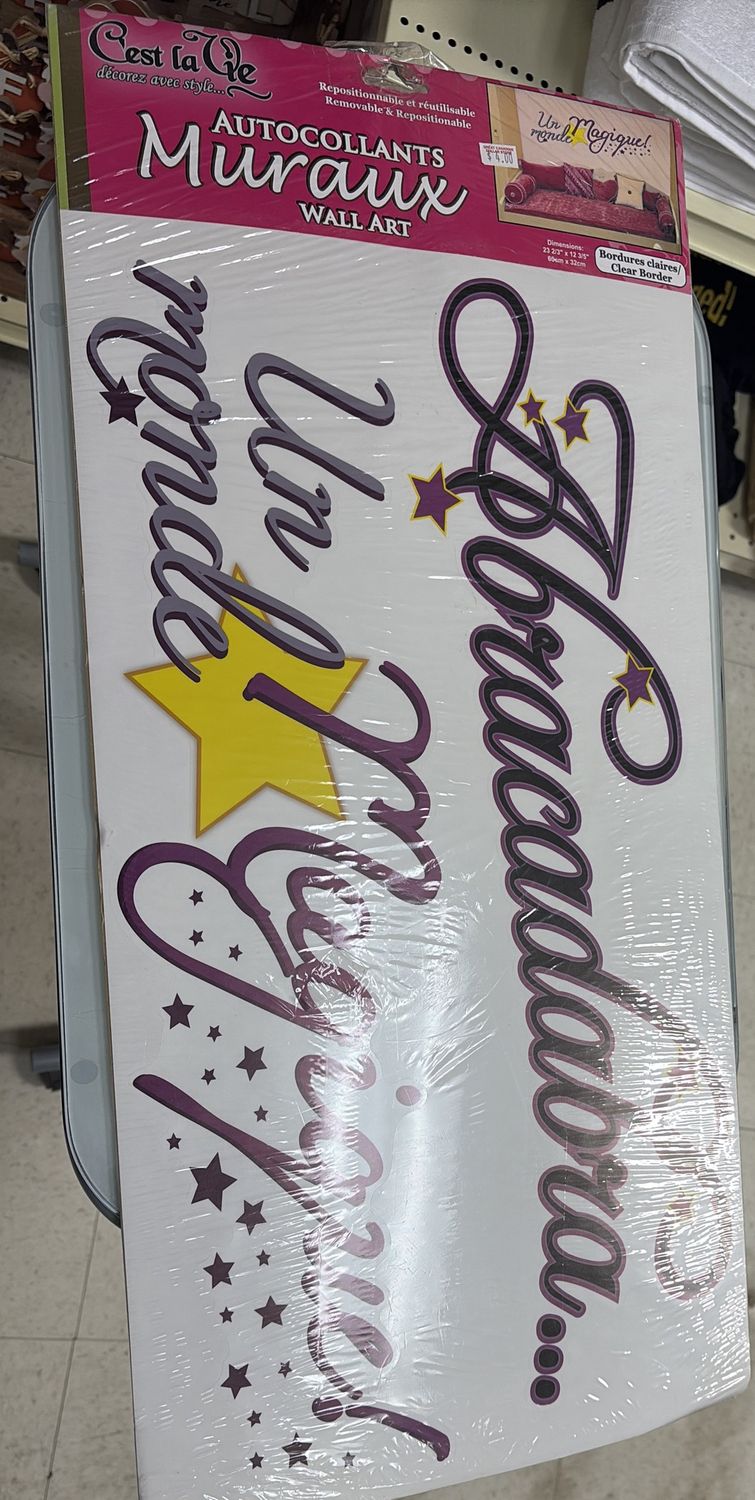 C'est la Vie
décorez avec style...
Repositionnable et réutilisable
Removable & Repositionable
AUTOCOLLANTS
Muraux
WALL ART
$ 4.00
Un
monde Magique!
Dimensions:
23 2/3" x 12 3/5"
60cm x 32cm
Bordures claires/
Clear Border
Abracadabra...
Un
monde
Magique!